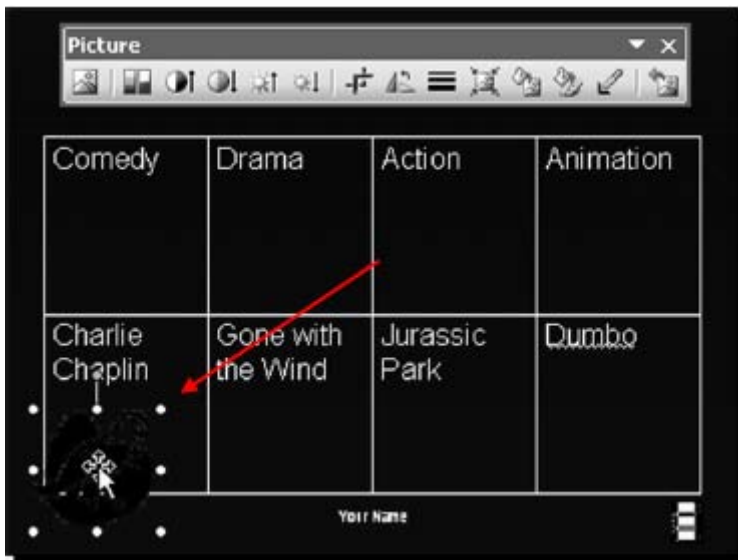 Picture
Comedy Drama Action Animation
Charlie Chaplin Gone with the Wind Jurassic Park Dumbo
Your Name